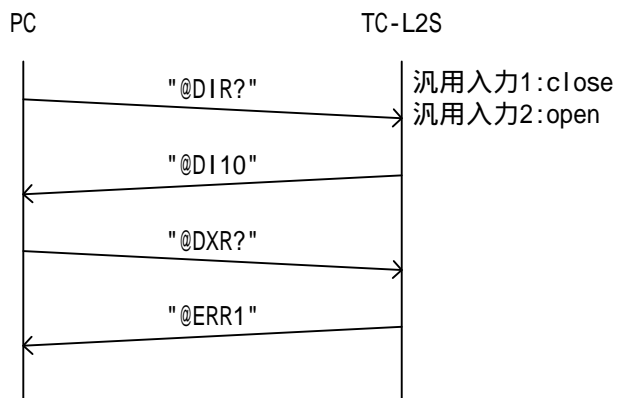 PC
TC-L2S
"@DIR?"
汎用入力1:close
汎用入力2:open
"@DI10"
"@DXR?"
"@ERR1"